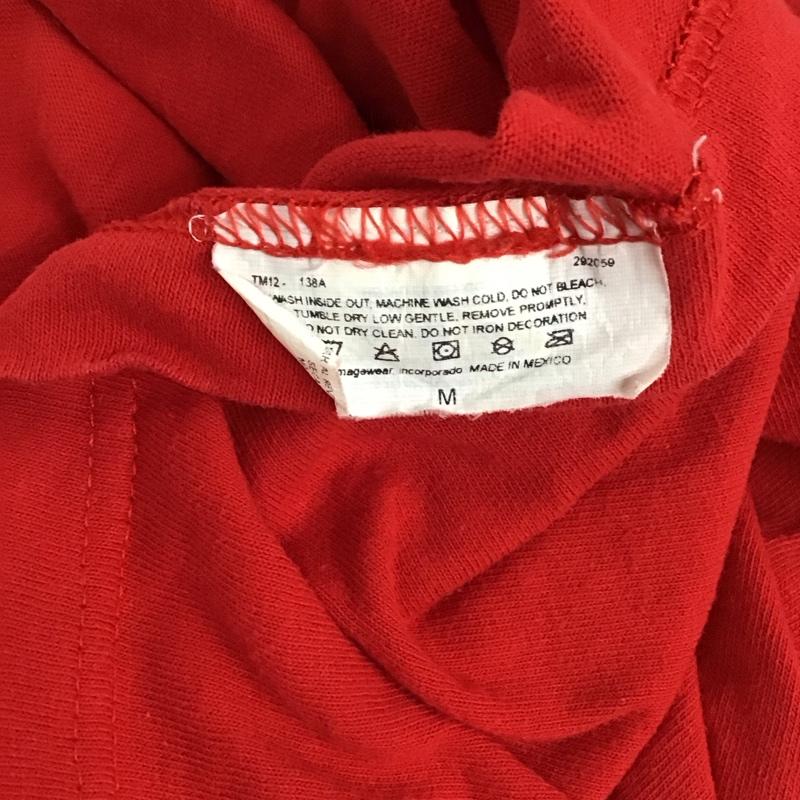 292059
TM12 - 138A
WASH INSIDE OUT, MACHINE WASH COLD, DO NOT BLEACH,
TUMBLE DRY LOW GENTLE. REMOVE PROMPTLY.
DO NOT DRY CLEAN. DO NOT IRON DECORATION
magewear, incorporado MADE IN MEXICO
M